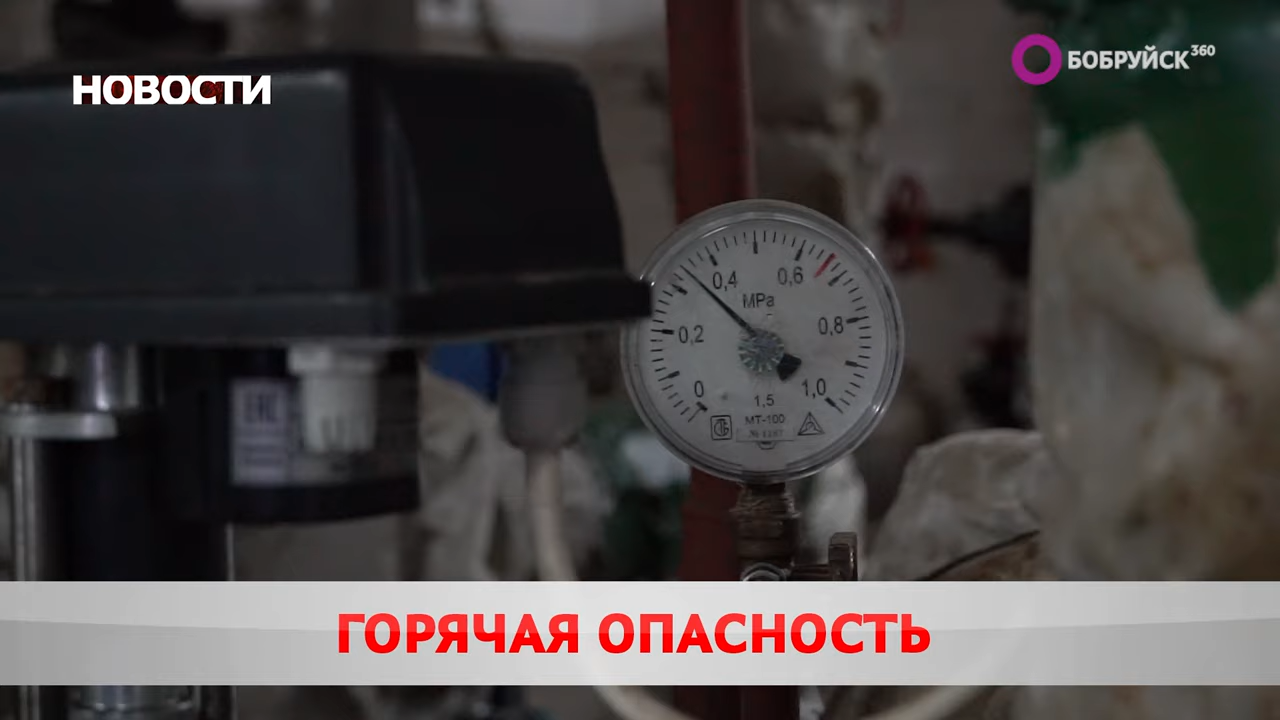 НОВОСТИ
БОБРУЙСК360
0,4
0,6
MPa
0,2
0,8
0
1,0
1,5
МТ-100
ЕАС
ГОРЯЧАЯ ОПАСНОСТЬ